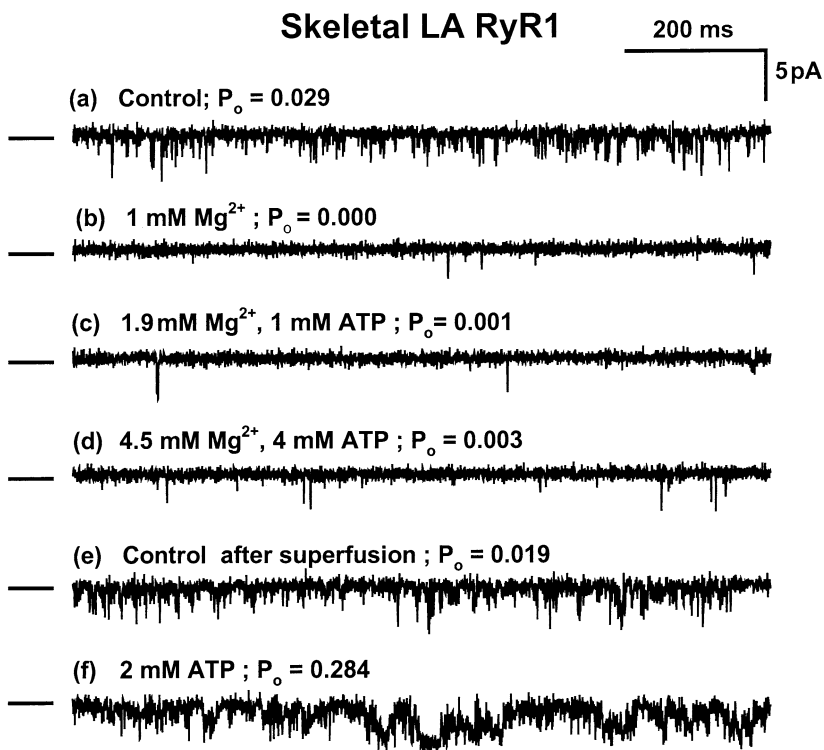 Skeletal LA RyR1
200 ms
5pA
(a) Control; Po = 0.029
(b) 1 mM Mg2+ ; Po = 0.000
(c) 1.9mM Mg2+, 1 mM ATP ; Po= 0.001
(d) 4.5 mM Mg2+, 4 mM ATP ; Po = 0.003
(e) Control after superfusion ; Po = 0.019
(f) 2 mM ATP ; Po = 0.284